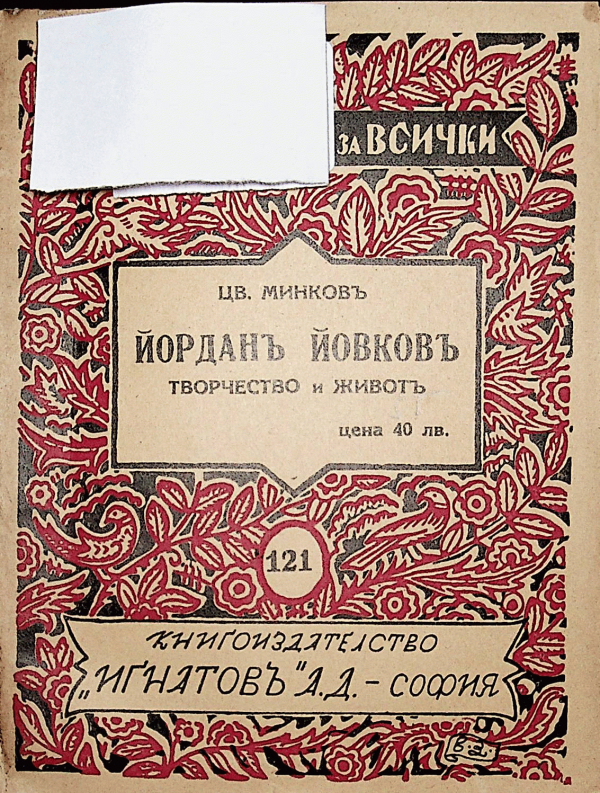 за ВСИЧКИ
ЦВ. МИНКОВЪ
ЙОРДАНЪ ЙОВКОВЪ
ТВОРЧЕСТВО и ЖИВОТЪ
цена 40 лв.
121
КНИГОИЗДАТЕЛСТВО
„ИГНАТОВЪ" А.Д. – СОФИЯ